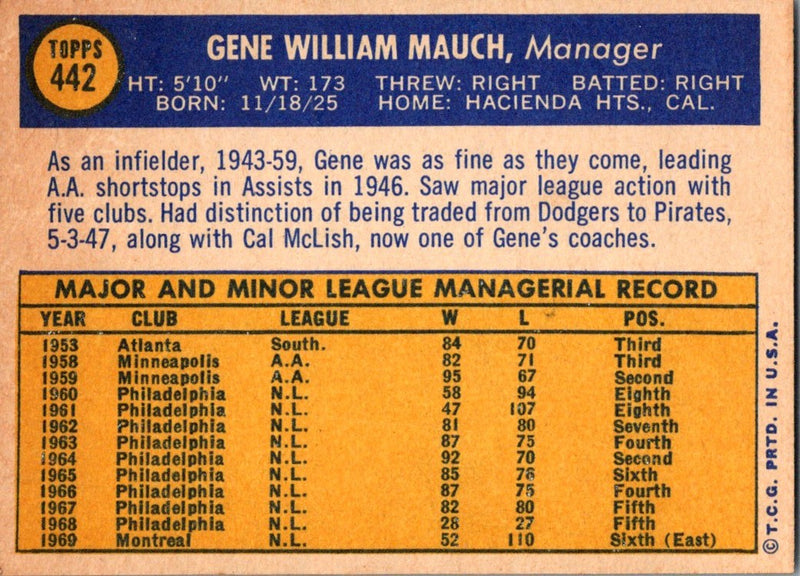 TOPPS
442
GENE WILLIAM MAUCH, Manager
HT: 5'10" WT: 173 THREW: RIGHT BATTED: RIGHT
BORN: 11/18/25 HOME: HACIENDA HTS., CAL.
As an infielder, 1943-59, Gene was as fine as they come, leading
A.A. shortstops in Assists in 1946. Saw major league action with
five clubs. Had distinction of being traded from Dodgers to Pirates,
5-3-47, along with Cal McLish, now one of Gene's coaches.
MAJOR AND MINOR LEAGUE MANAGERIAL RECORD
YEAR CLUB LEAGUE W L POS.
1953 Atlanta South. 84 70 Third
1958 Minneapolis A.A. 82 71 Third
1959 Minneapolis A.A. 95 67 Second
1960 Philadelphia N.L. 58 94 Eighth
1961 Philadelphia N.L. 47 107 Eighth
1962 Philadelphia N.L. 81 80 Seventh
1963 Philadelphia N.L. 87 75 Fourth
1964 Philadelphia N.L. 92 70 Second
1965 Philadelphia N.L. 85 76 Sixth
1966 Philadelphia N.L. 87 75 Fourth
1967 Philadelphia N.L. 82 80 Fifth
1968 Philadelphia N.L. 28 27 Fifth
1969 Montreal N.L. 52 110 Sixth (East)
© T.C.G. PRTD. IN U.S.A.